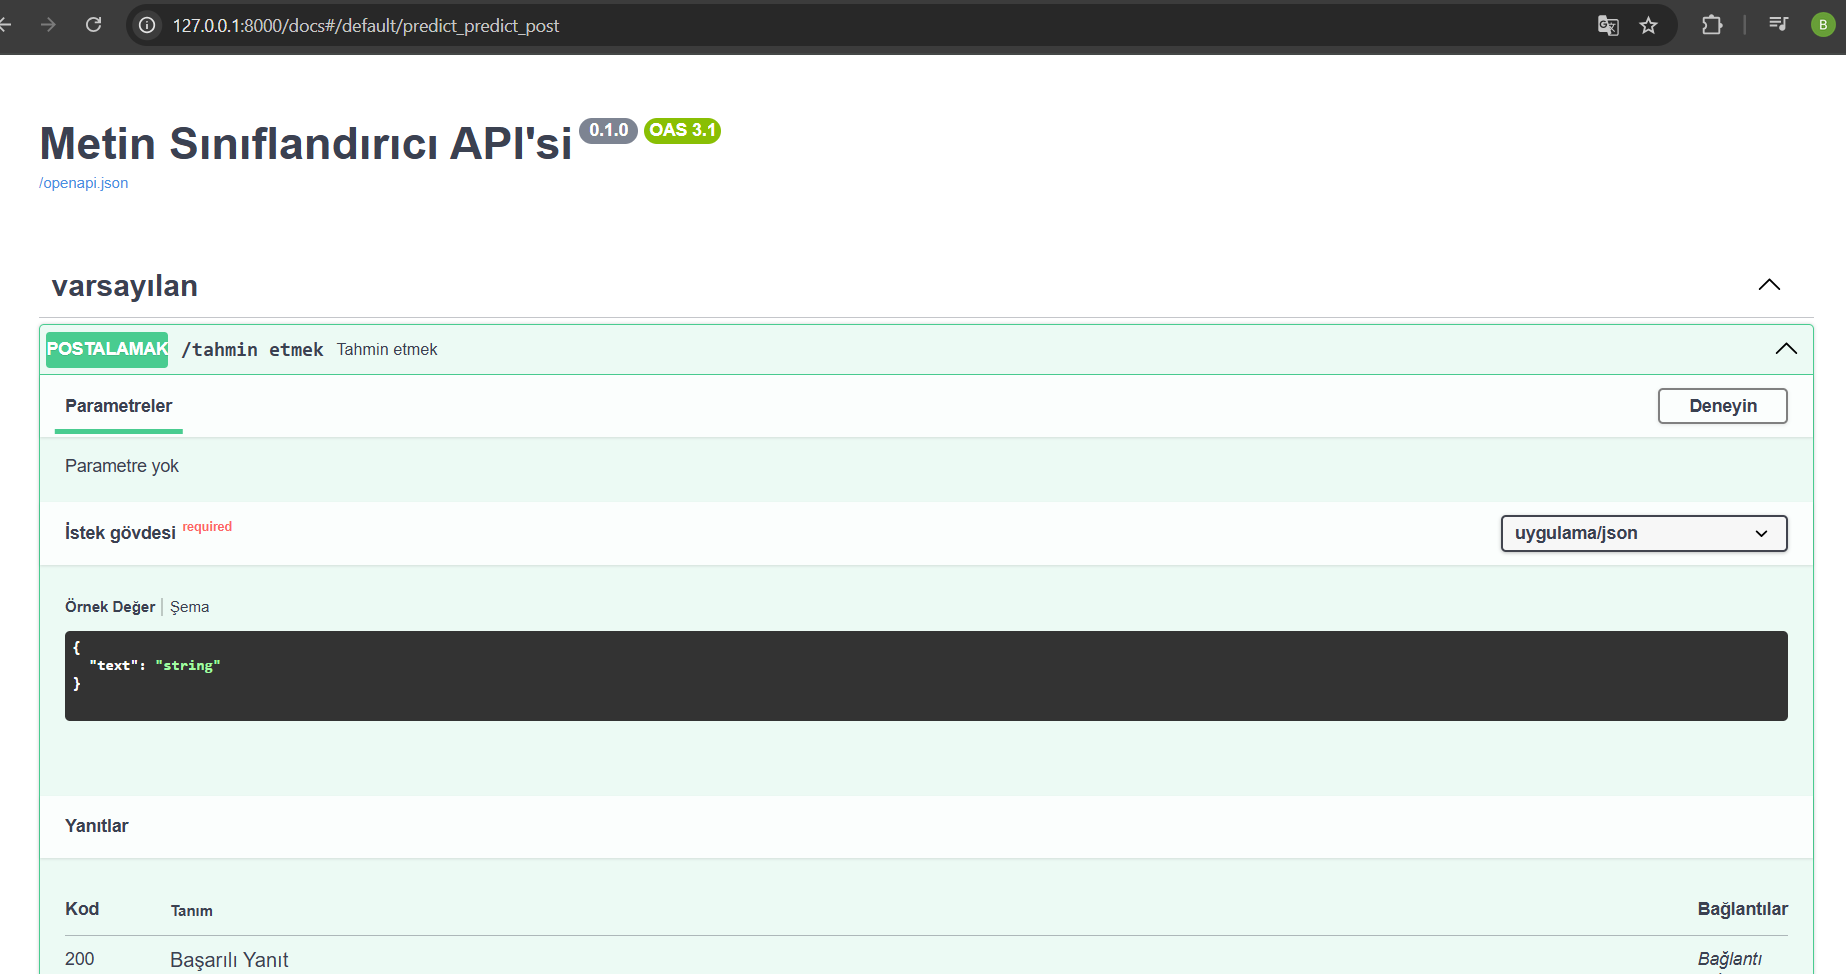 127.0.0.1:8000/docs#/default/predict_predict_post
B
Metin Sınıflandırıcı API'si 0.1.0 OAS 3.1
/openapi.json
varsayılan
POSTALAMAK /tahmin etmek Tahmin etmek
Parametreler
Deneyin
Parametre yok
İstek gövdesi required
uygulama/json
Örnek Değer Şema
{
"text": "string"
}
Yanıtlar
Kod Tanım Bağlantılar
200 Başarılı Yanıt Bağlantı